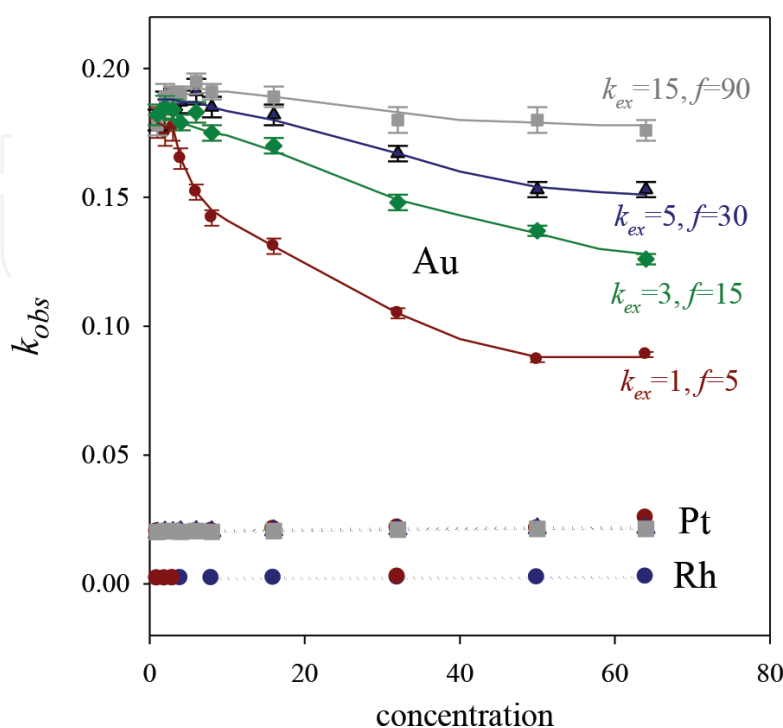 0.20
0.15
0.10
0.05
0.00
k_obs
k_ex=15, f=90
k_ex=5, f=30
Au
k_ex=3, f=15
k_ex=1, f=5
Pt
Rh
0 20 40 60 80
concentration